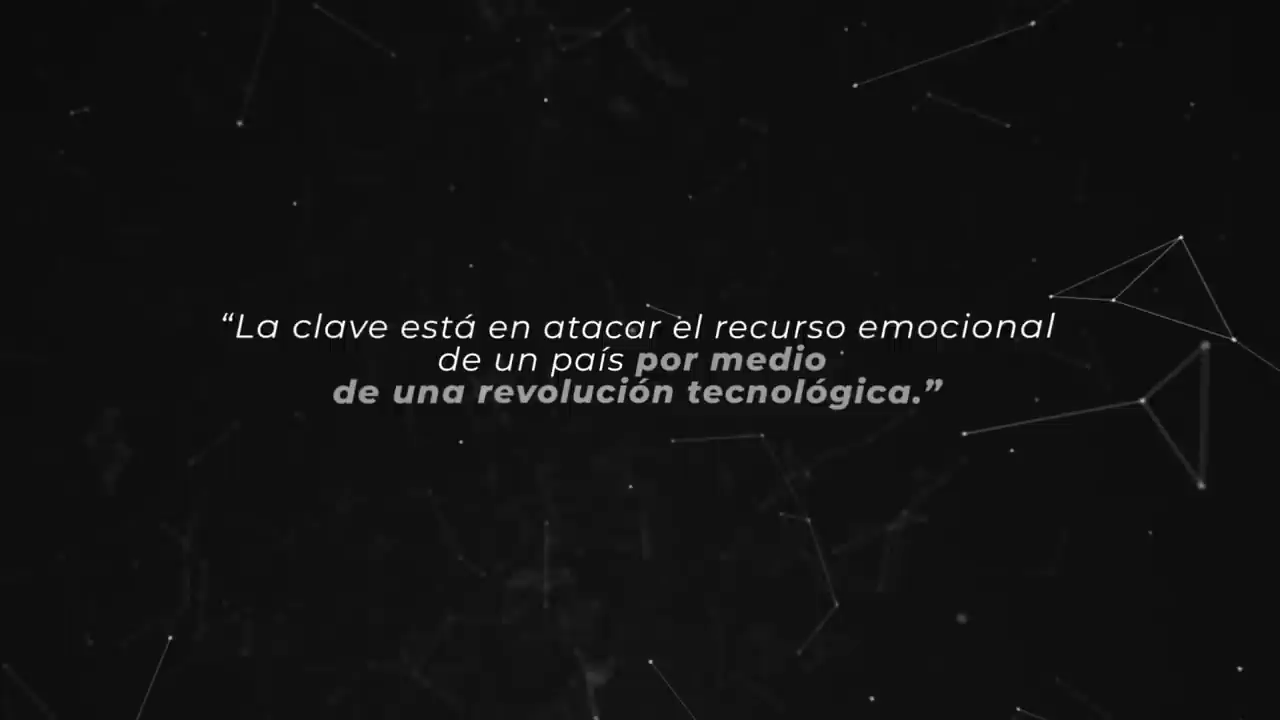 “La clave está en atacar el recurso emocional
de un país por medio
de una revolución tecnológica.”